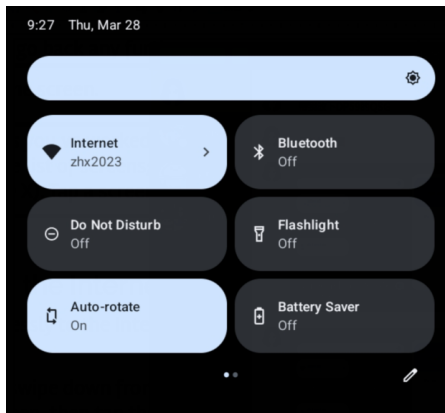 9:27 Thu, Mar 28
Internet
zhx2023
Bluetooth
Off
Do Not Disturb
Off
Flashlight
Off
Auto-rotate
On
Battery Saver
Off